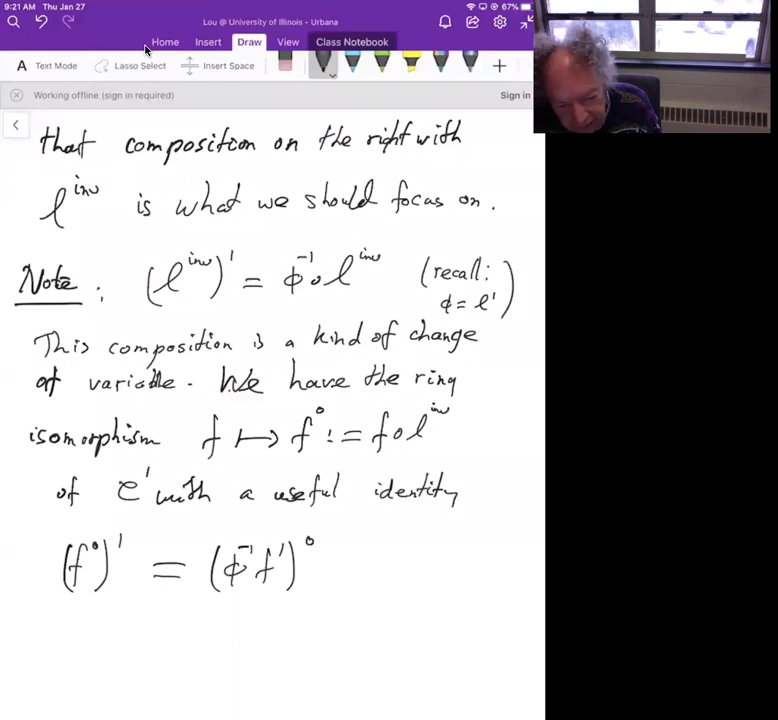 9:21 AM Thu Jan 27
67%
Lou @ University of Illinois - Urbana
Home Insert Draw View Class Notebook
A Text Mode Lasso Select Insert Space
Working offline (sign in required) Sign in
that composition on the right with
ℓ^inv is what we should focus on.
Note: (ℓ^inv)' = ϕ^-1 ∘ ℓ^inv (recall:
ϕ = ℓ')
This composition is a kind of change
of variable. We have the ring
isomorphism f ↦ f° := f∘ℓ^inv
of C' with a useful identity
(f°)' = (ϕ^-1 f')°